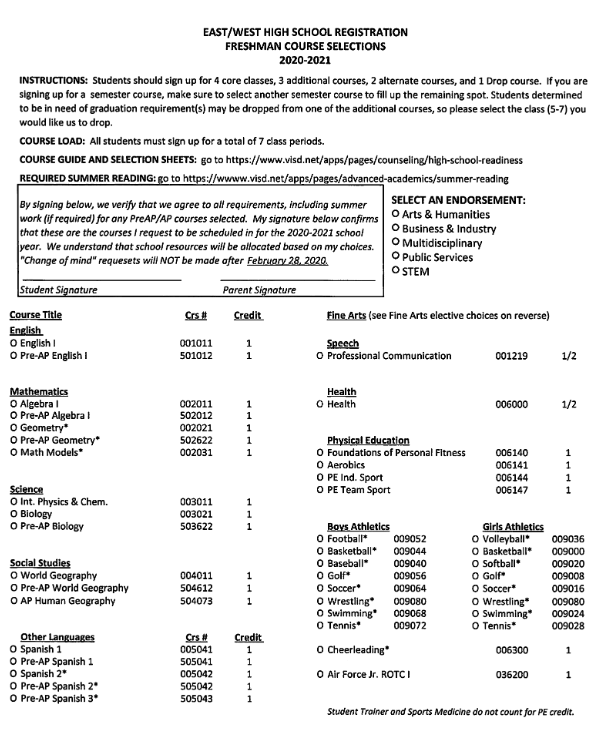 EAST/WEST HIGH SCHOOL REGISTRATION
FRESHMAN COURSE SELECTIONS
2020-2021
INSTRUCTIONS: Students should sign up for 4 core classes, 3 additional courses, 2 alternate courses, and 1 Drop course. If you are
signing up for a semester course, make sure to select another semester course to fill up the remaining spot. Students determined
to be in need of graduation requirement(s) may be dropped from one of the additional courses, so please select the class (5-7) you
would like us to drop.
COURSE LOAD: All students must sign up for a total of 7 class periods.
COURSE GUIDE AND SELECTION SHEETS: go to https://www.visd.net/apps/pages/counseling/high-school-readiness
REQUIRED SUMMER READING: go to https://wwww.visd.net/apps/pages/advanced-academics/summer-reading
By signing below, we verify that we agree to all requirements, including summer
work (if required) for any PreAP/AP courses selected. My signature below confirms
that these are the courses I request to be scheduled in for the 2020-2021 school
year. We understand that school resources will be allocated based on my choices.
"Change of mind" requesets will NOT be made after February 28, 2020.
Student Signature Parent Signature
SELECT AN ENDORSEMENT:
O Arts & Humanities
O Business & Industry
O Multidisciplinary
O Public Services
O STEM
Course Title Crs # Credit
English
O English I 001011 1
O Pre-AP English I 501012 1
Mathematics
O Algebra I 002011 1
O Pre-AP Algebra I 502012 1
O Geometry* 002021 1
O Pre-AP Geometry* 502622 1
O Math Models* 002031 1
Science
O Int. Physics & Chem. 003011 1
O Biology 003021 1
O Pre-AP Biology 503622 1
Social Studies
O World Geography 004011 1
O Pre-AP World Geography 504612 1
O AP Human Geography 504073 1
Other Languages Crs # Credit
O Spanish 1 005041 1
O Pre-AP Spanish 1 505041 1
O Spanish 2* 005042 1
O Pre-AP Spanish 2* 505042 1
O Pre-AP Spanish 3* 505043 1
Fine Arts (see Fine Arts elective choices on reverse)
Speech
O Professional Communication 001219 1/2
Health
O Health 006000 1/2
Physical Education
O Foundations of Personal Fitness 006140 1
O Aerobics 006141 1
O PE Ind. Sport 006144 1
O PE Team Sport 006147 1
Boys Athletics Girls Athletics
O Football* 009052 O Volleyball* 009036
O Basketball* 009044 O Basketball* 009000
O Baseball* 009040 O Softball* 009020
O Golf* 009056 O Golf* 009008
O Soccer* 009064 O Soccer* 009016
O Wrestling* 009080 O Wrestling* 009080
O Swimming* 009068 O Swimming* 009024
O Tennis* 009072 O Tennis* 009028
O Cheerleading* 006300 1
O Air Force Jr. ROTC I 036200 1
Student Trainer and Sports Medicine do not count for PE credit.